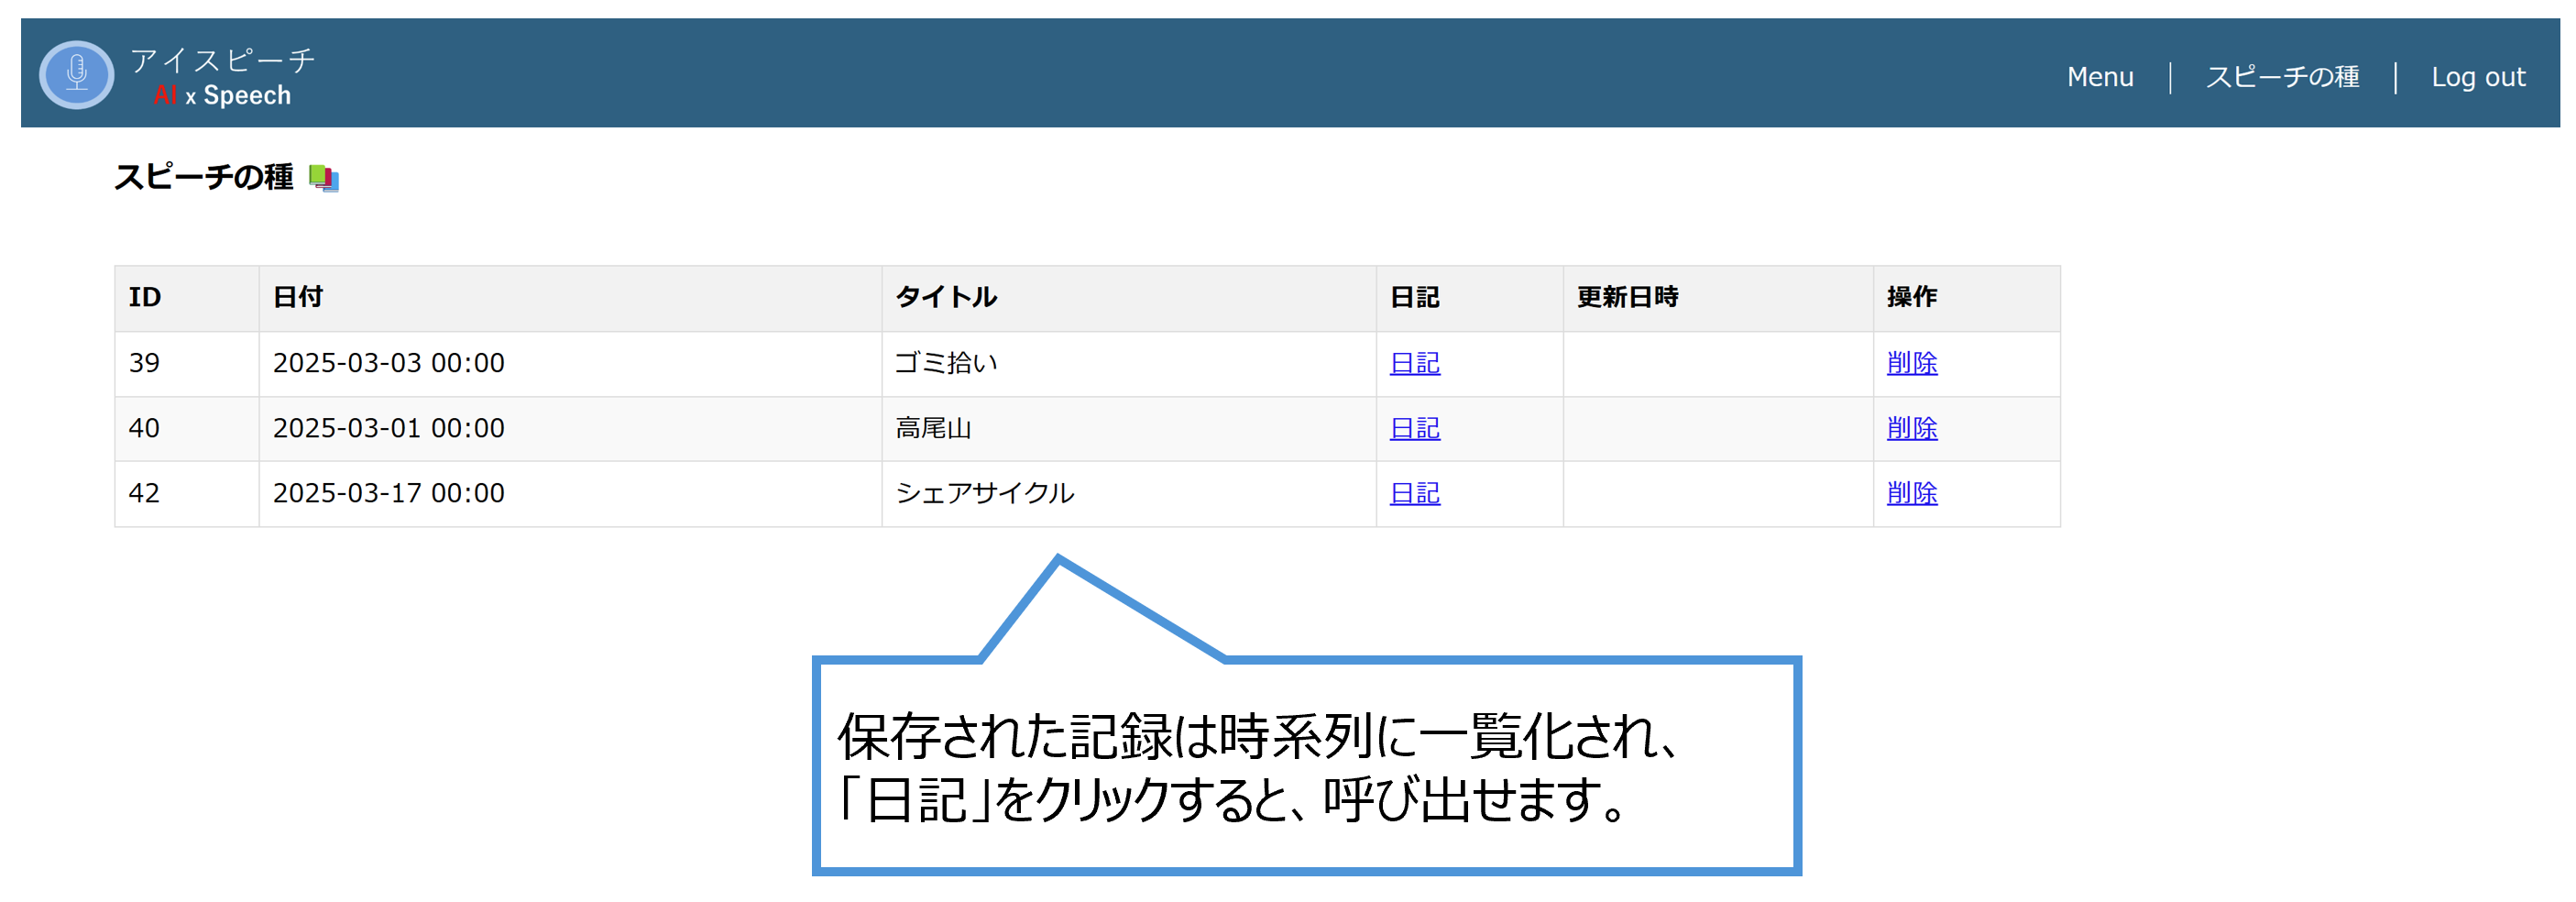 アイスピーチ
AI x Speech
Menu | スピーチの種 | Log out
スピーチの種
ID 日付 タイトル 日記 更新日時 操作
39 2025-03-03 00:00 ゴミ拾い 日記 削除
40 2025-03-01 00:00 高尾山 日記 削除
42 2025-03-17 00:00 シェアサイクル 日記 削除
保存された記録は時系列に一覧化され、
「日記」をクリックすると、呼び出せます。